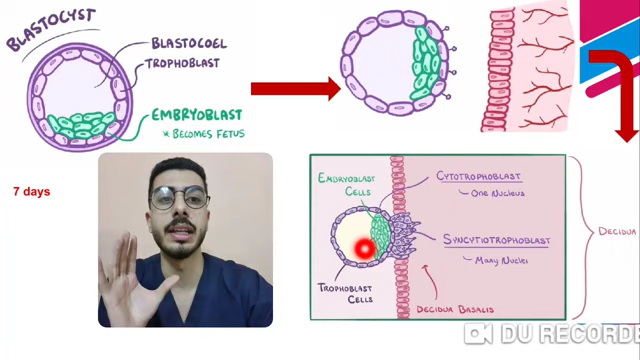 BLASTOCYST
BLASTOCOEL
TROPHOBLAST
EMBRYOBLAST
* BECOMES FETUS
7 days
EMBRYOBLAST
CELLS
CYTOTROPHOBLAST
ONE NUCLEUS
SYNCYTIOTROPHOBLAST
MANY NUCLEI
TROPHOBLAST
CELLS
DECIDUA BASALIS
DECIDUA
DU RECORDE